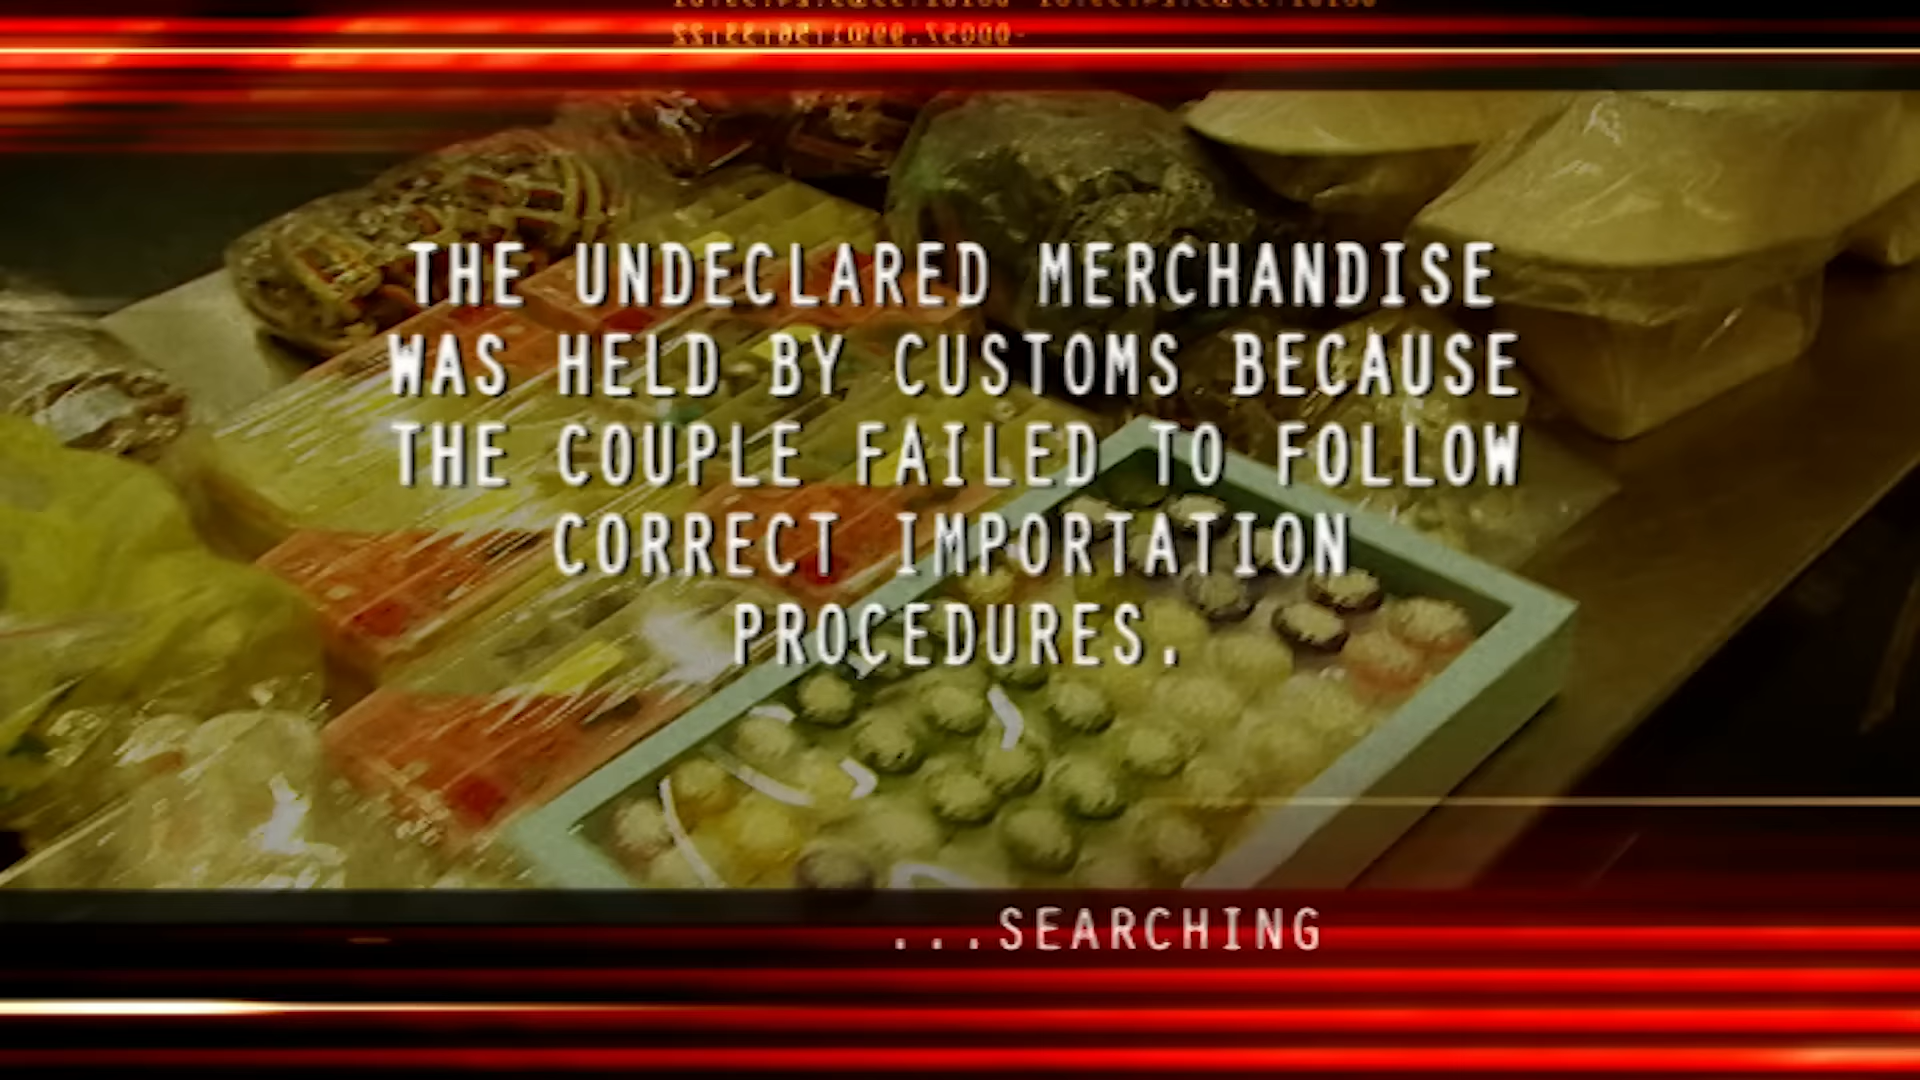 THE UNDECLARED MERCHANDISE
WAS HELD BY CUSTOMS BECAUSE
THE COUPLE FAILED TO FOLLOW
CORRECT IMPORTATION
PROCEDURES.
...SEARCHING